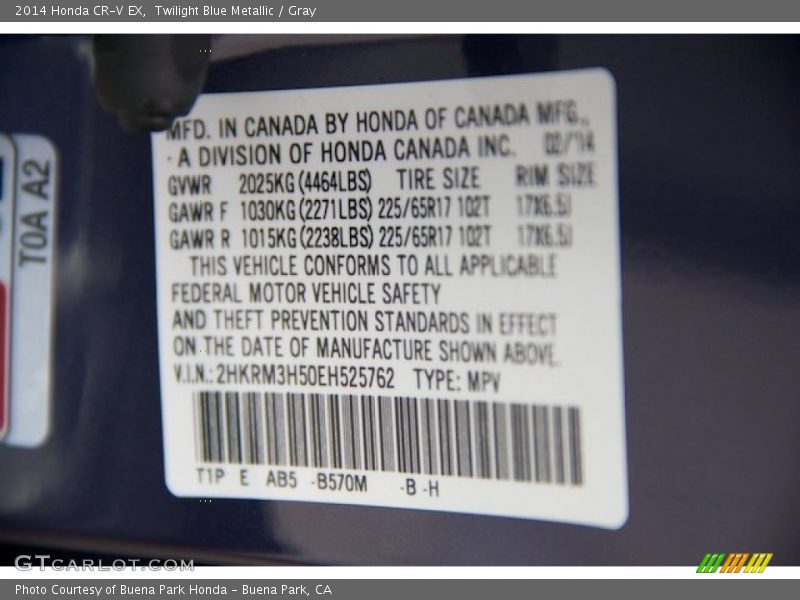 2014 Honda CR-V EX, Twilight Blue Metallic / Gray
MFD. IN CANADA BY HONDA OF CANADA MFG.,
A DIVISION OF HONDA CANADA INC. 02/14
GVWR 2025KG(4464LBS) TIRE SIZE RIM SIZE
GAWR F 1030KG(2271LBS) 225/65R17 102T 17X6.5J
GAWR R 1015KG(2238LBS) 225/65R17 102T 17X6.5J
THIS VEHICLE CONFORMS TO ALL APPLICABLE
FEDERAL MOTOR VEHICLE SAFETY
AND THEFT PREVENTION STANDARDS IN EFFECT
ON THE DATE OF MANUFACTURE SHOWN ABOVE.
V.I.N.: 2HKRM3H50EH525762 TYPE: MPV
T1P E AB5 -B570M -B -H
T0A A2
GTCARLOT.COM
Photo Courtesy of Buena Park Honda - Buena Park, CA